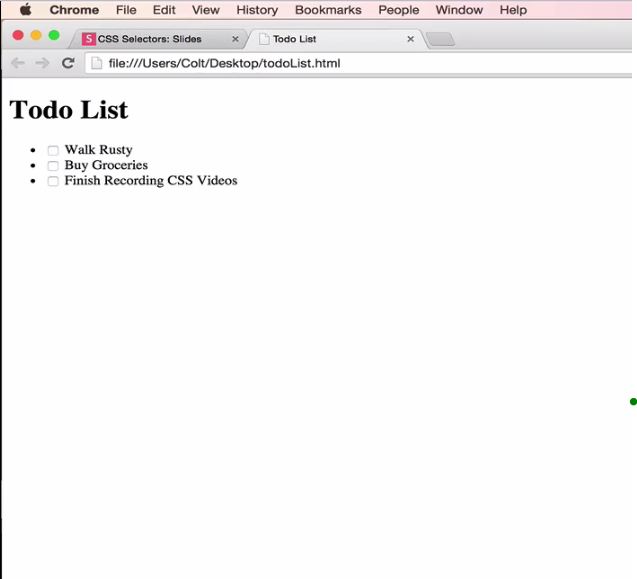 Chrome File Edit View History Bookmarks People Window Help
S CSS Selectors: Slides × Todo List ×
file:///Users/Colt/Desktop/todoList.html
Todo List
Walk Rusty
Buy Groceries
Finish Recording CSS Videos